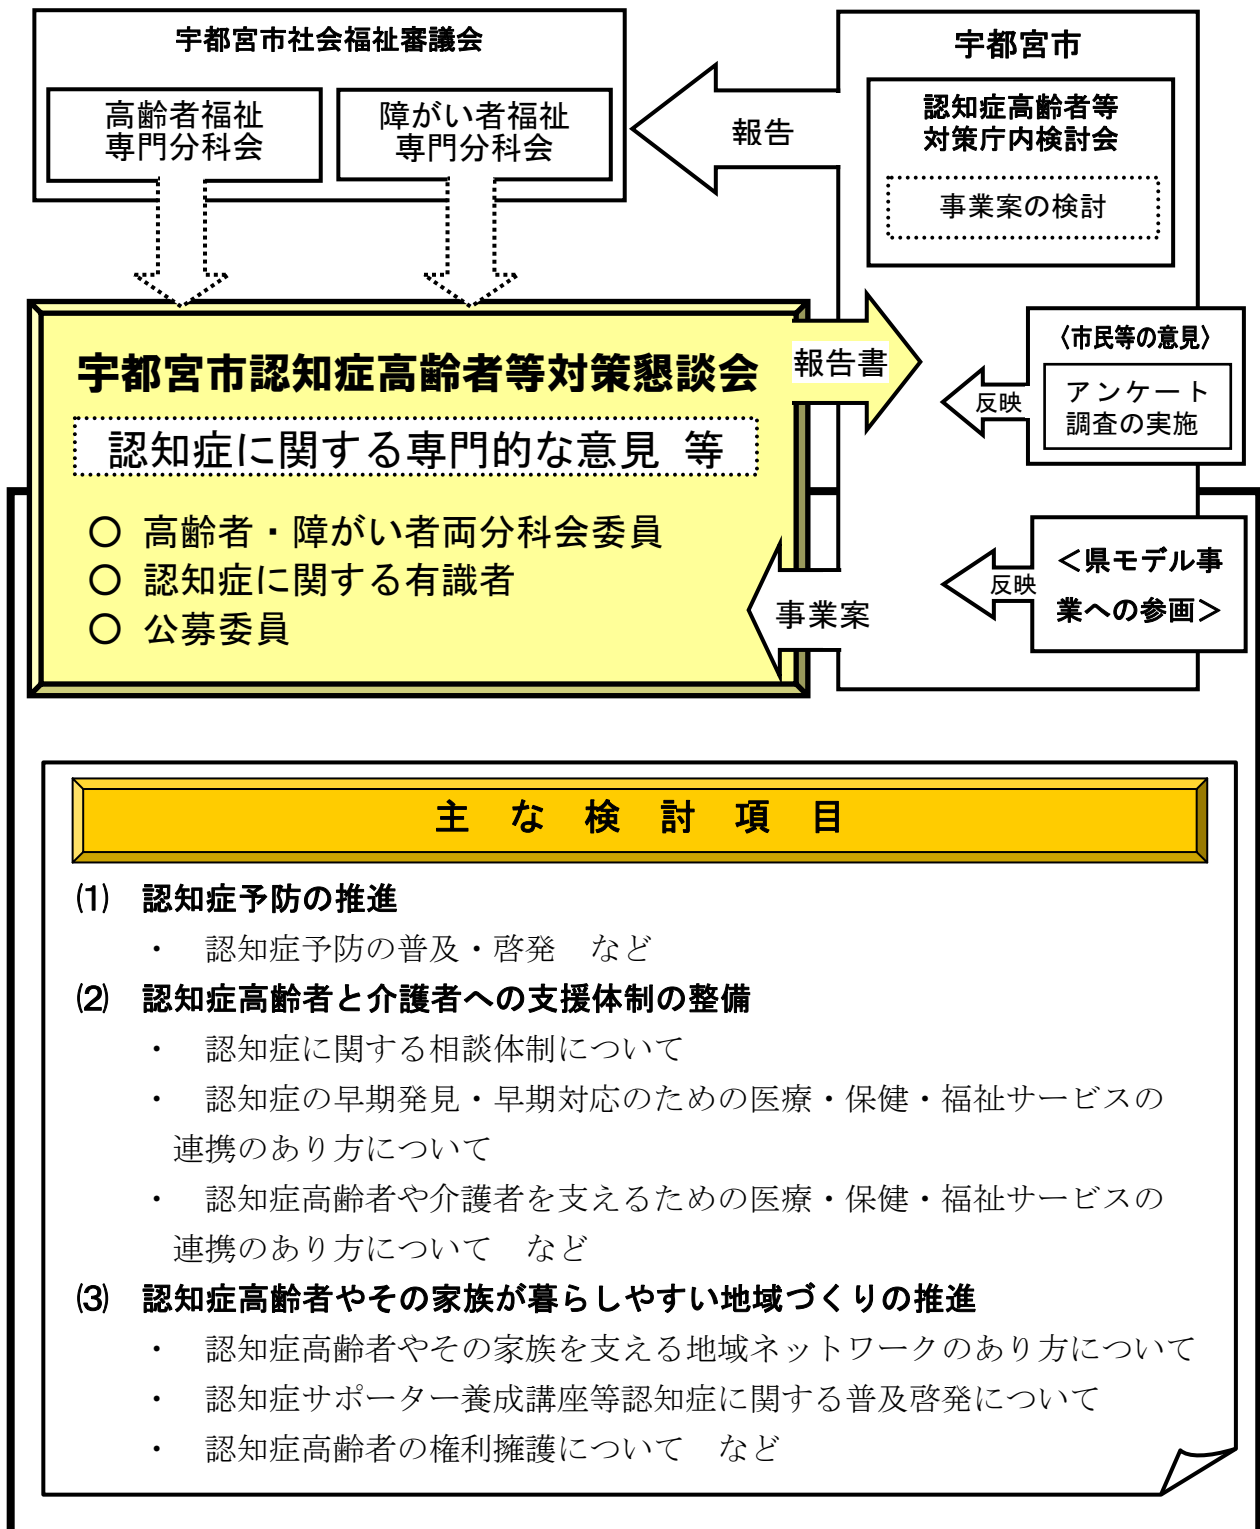 宇都宮市社会福祉審議会
高齢者福祉
専門分科会
障がい者福祉
専門分科会
報告
宇都宮市
認知症高齢者等
対策庁内検討会
事業案の検討
宇都宮市認知症高齢者等対策懇談会
認知症に関する専門的な意見 等
○ 高齢者・障がい者両分科会委員
○ 認知症に関する有識者
○ 公募委員
報告書
〈市民等の意見〉
アンケート
調査の実施
反映
事業案
＜県モデル事
業への参画＞
反映
主 な 検 討 項 目
⑴ 認知症予防の推進
・ 認知症予防の普及・啓発 など
⑵ 認知症高齢者と介護者への支援体制の整備
・ 認知症に関する相談体制について
・ 認知症の早期発見・早期対応のための医療・保健・福祉サービスの
連携のあり方について
・ 認知症高齢者や介護者を支えるための医療・保健・福祉サービスの
連携のあり方について など
⑶ 認知症高齢者やその家族が暮らしやすい地域づくりの推進
・ 認知症高齢者やその家族を支える地域ネットワークのあり方について
・ 認知症サポーター養成講座等認知症に関する普及啓発について
・ 認知症高齢者の権利擁護について など